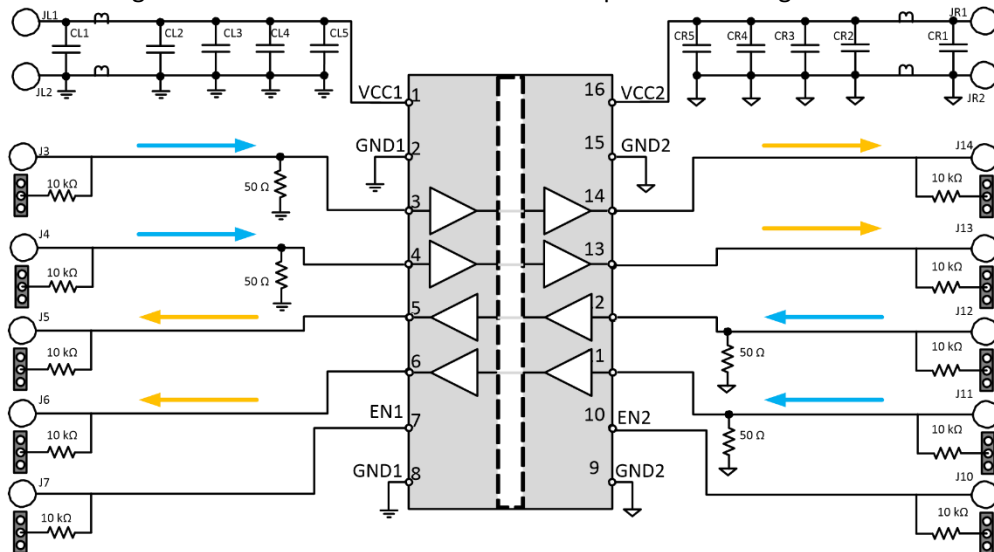 JL1
CL1
CL2
CL3
CL4
CL5
JL2
JR1
CR5
CR4
CR3
CR2
CR1
JR2
VCC1
1
16
VCC2
GND1
2
15
GND2
J3
10 kΩ
50 Ω
3
14
J14
10 kΩ
J4
10 kΩ
50 Ω
4
13
J13
10 kΩ
J5
10 kΩ
5
2
50 Ω
J12
10 kΩ
J6
10 kΩ
6
1
50 Ω
J11
10 kΩ
EN1
7
10
EN2
J7
10 kΩ
J10
10 kΩ
GND1
8
9
GND2